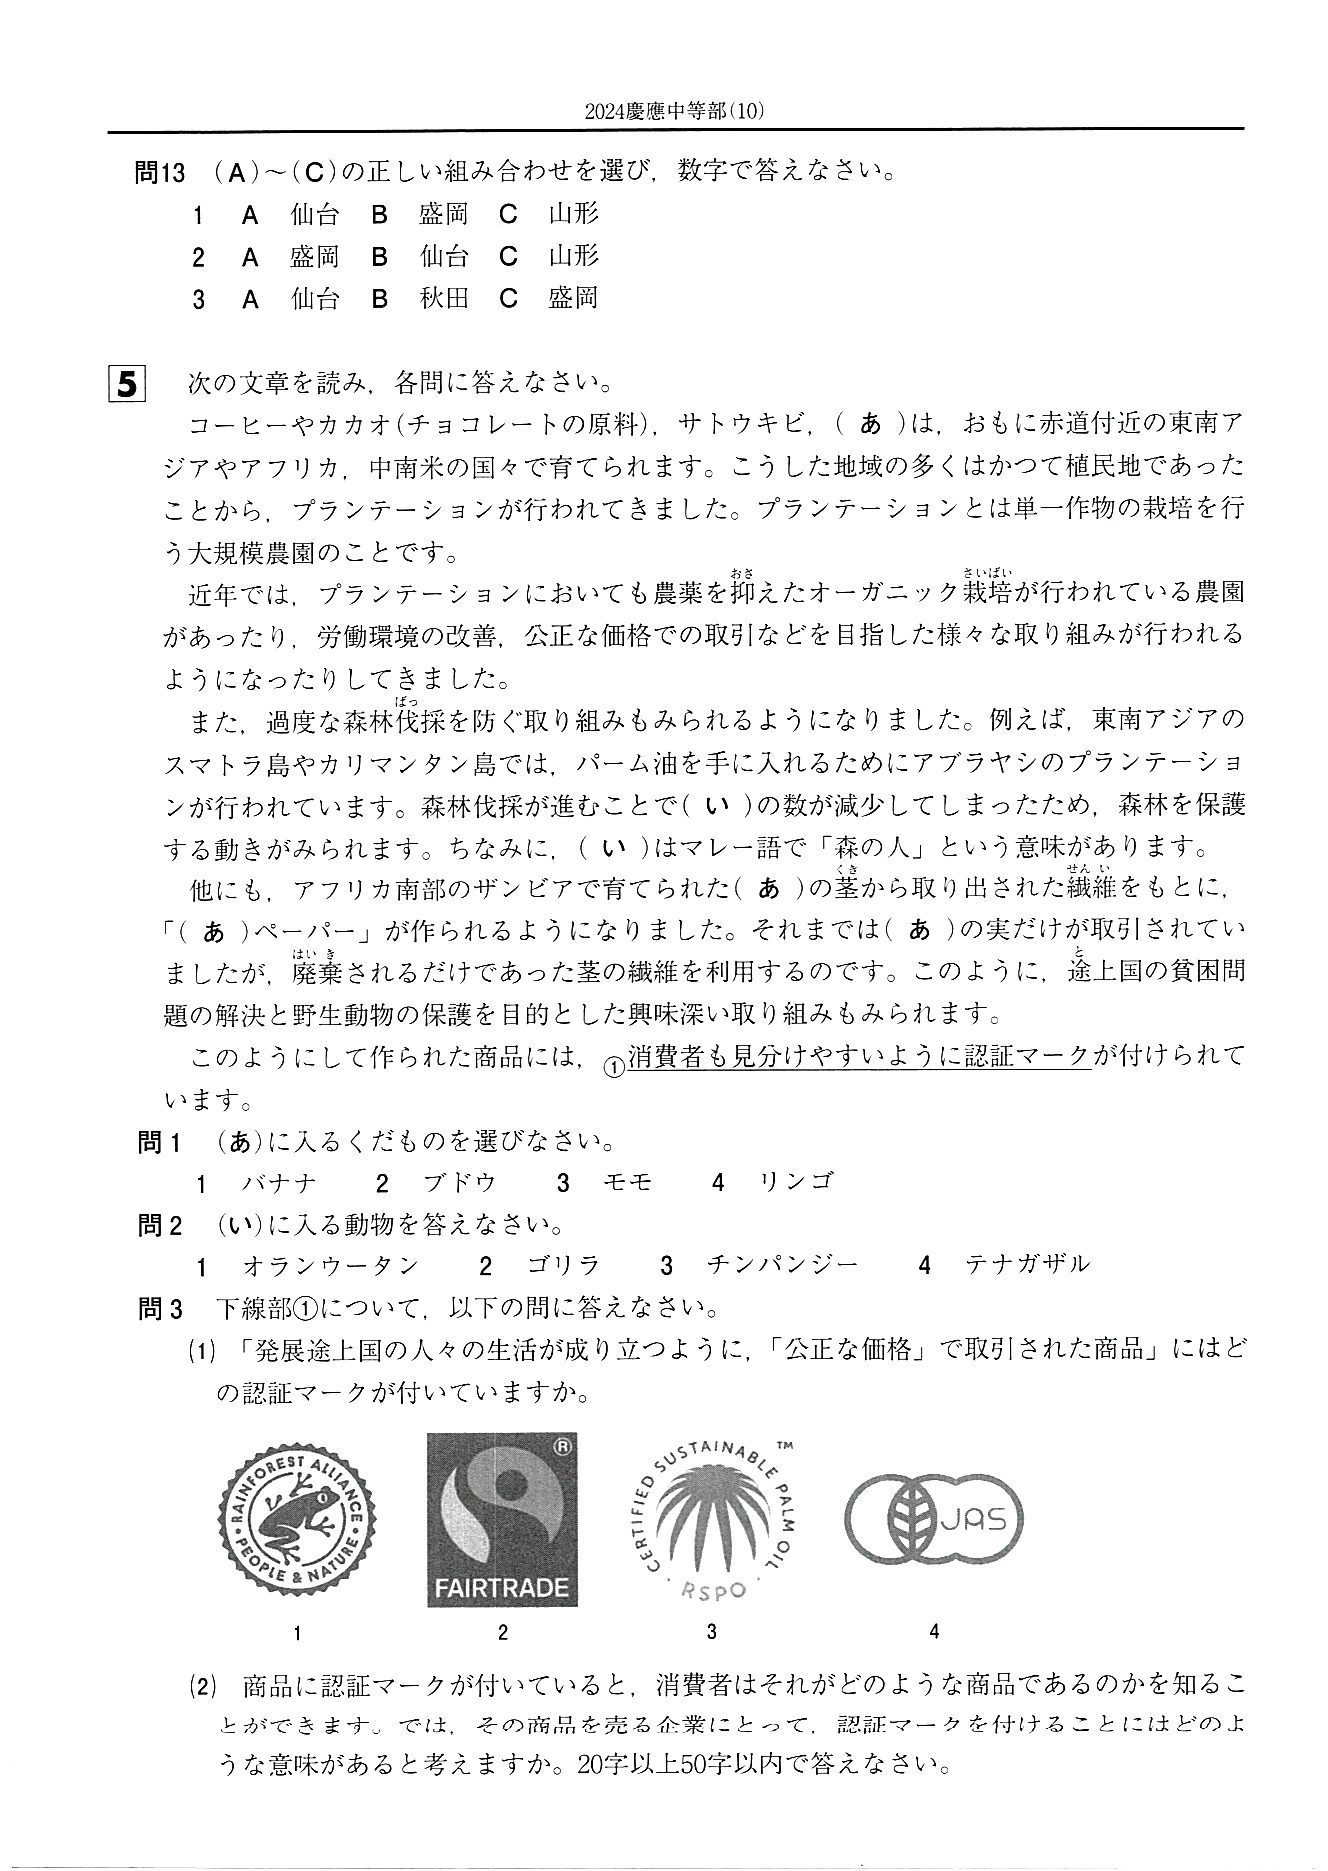 2024慶應中等部(10)
問13 (A)～(C)の正しい組み合わせを選び，数字で答えなさい。
1 A 仙台 B 盛岡 C 山形
2 A 盛岡 B 仙台 C 山形
3 A 仙台 B 秋田 C 盛岡
5 次の文章を読み，各問に答えなさい。
コーヒーやカカオ(チョコレートの原料)，サトウキビ，( あ )は，おもに赤道付近の東南ア
ジアやアフリカ，中南米の国々で育てられます。こうした地域の多くはかつて植民地であった
ことから，プランテーションが行われてきました。プランテーションとは単一作物の栽培を行
う大規模農園のことです。
おさ さいばい
近年では，プランテーションにおいても農薬を抑えたオーガニック栽培が行われている農園
があったり，労働環境の改善，公正な価格での取引などを目指した様々な取り組みが行われる
ようになったりしてきました。
ばっ
また，過度な森林伐採を防ぐ取り組みもみられるようになりました。例えば，東南アジアの
スマトラ島やカリマンタン島では，パーム油を手に入れるためにアブラヤシのプランテーショ
ンが行われています。森林伐採が進むことで( い )の数が減少してしまったため，森林を保護
する動きがみられます。ちなみに，( い )はマレー語で「森の人」という意味があります。
くき せんい
他にも，アフリカ南部のザンビアで育てられた( あ )の茎から取り出された繊維をもとに，
「( あ )ペーパー」が作られるようになりました。それまでは( あ )の実だけが取引されてい
はいき と
ましたが，廃棄されるだけであった茎の繊維を利用するのです。このように，途上国の貧困問
題の解決と野生動物の保護を目的とした興味深い取り組みもみられます。
このようにして作られた商品には，①消費者も見分けやすいように認証マークが付けられて
います。
問1 (あ)に入るくだものを選びなさい。
1 バナナ 2 ブドウ 3 モモ 4 リンゴ
問2 (い)に入る動物を答えなさい。
1 オランウータン 2 ゴリラ 3 チンパンジー 4 テナガザル
問3 下線部①について，以下の問に答えなさい。
(1) 「発展途上国の人々の生活が成り立つように，「公正な価格」で取引された商品」にはど
の認証マークが付いていますか。
RAINFOREST ALLIANCE
・PEOPLE & NATURE・
®
FAIRTRADE
CERTIFIED SUSTAINABLE PALM OIL ™
・RSPO・
JAS
1 2 3 4
(2) 商品に認証マークが付いていると，消費者はそれがどのような商品であるのかを知るこ
とができます。では，その商品を売る企業にとって，認証マークを付けることにはどのよ
うな意味があると考えますか。20字以上50字以内で答えなさい。